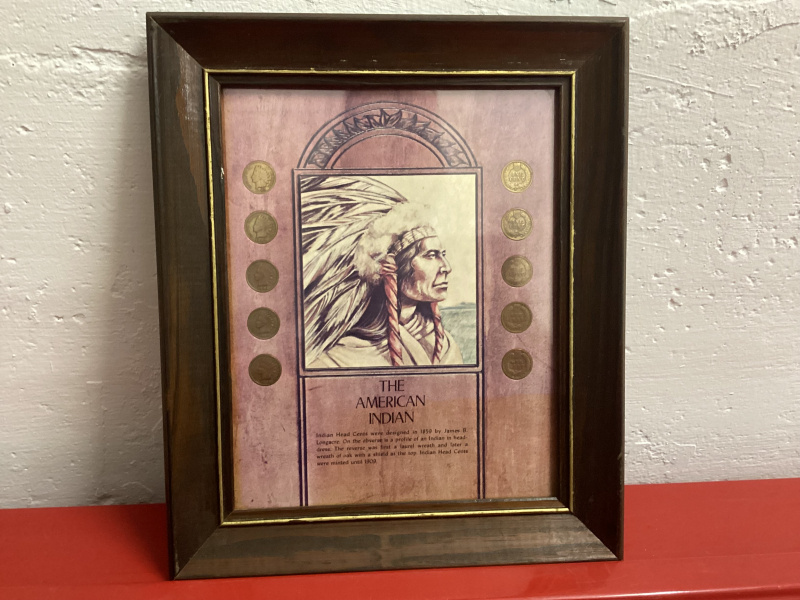 THE
AMERICAN
INDIAN
Indian Head Cents were designed in 1859 by James B.
Longacre. On the obverse is a profile of an Indian in head-
dress. The reverse was first a laurel wreath and later a
wreath of oak with a shield at the top. Indian Head Cents
were minted until 1909.